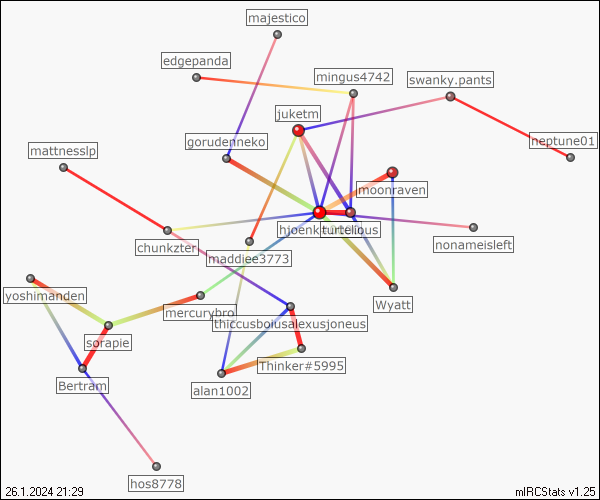 majestico
edgepanda
mingus4742
swanky.pants
juketm
neptune01
gorudenneko
mattnesslp
moonraven
hjoenk
turtliqus
chunkzter
nonameisleft
maddiee3773
yoshimanden
mercurybro
Wyatt
thiccusboiusalexusjoneus
sorapie
Thinker#5995
Bertram
alan1002
hos8778
26.1.2024 21:29
mIRCStats v1.25